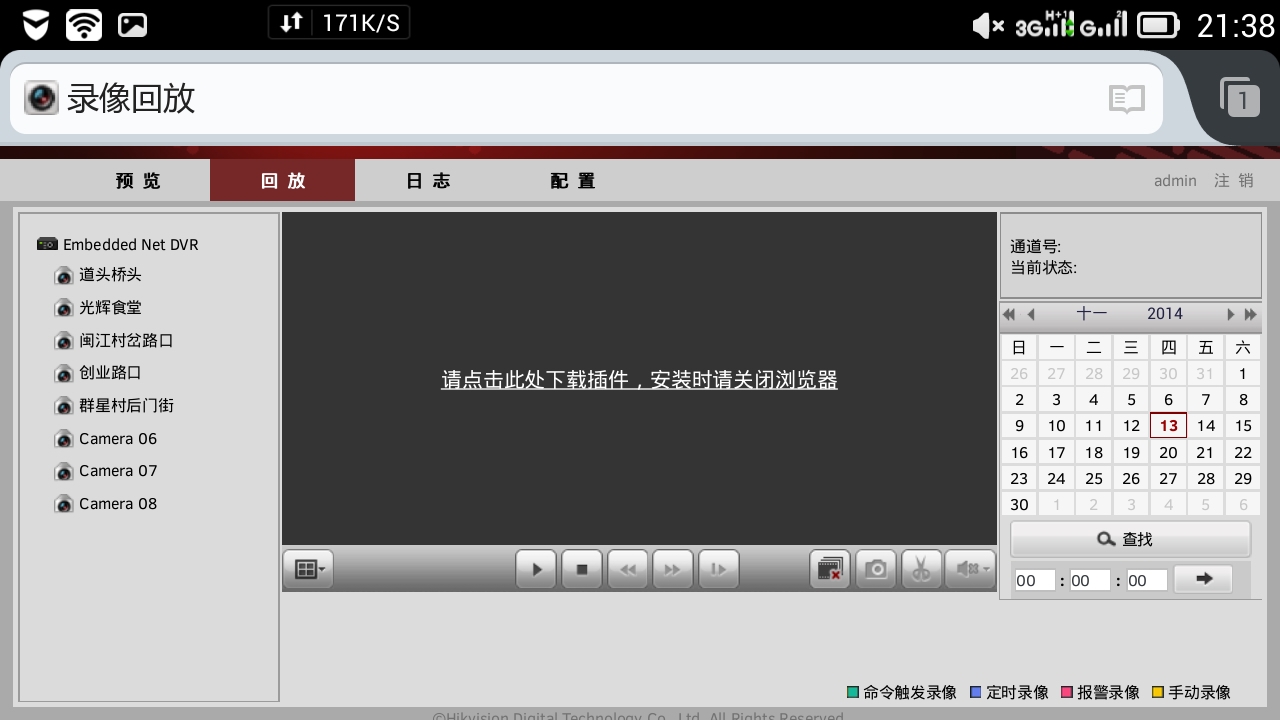 171K/S
3G H+1 G 2 21:38
录像回放
1
预览 回放 日志 配置 admin 注销
Embedded Net DVR
道头桥头
光辉食堂
闽江村岔路口
创业路口
群星村后门街
Camera 06
Camera 07
Camera 08
请点击此处下载插件，安装时请关闭浏览器
通道号:
当前状态:
十一 2014
日 一 二 三 四 五 六
26 27 28 29 30 31 1
2 3 4 5 6 7 8
9 10 11 12 13 14 15
16 17 18 19 20 21 22
23 24 25 26 27 28 29
30 1 2 3 4 5 6
查找
00 : 00 : 00
命令触发录像 定时录像 报警录像 手动录像
©Hikvision Digital Technology Co., Ltd. All Rights Reserved.